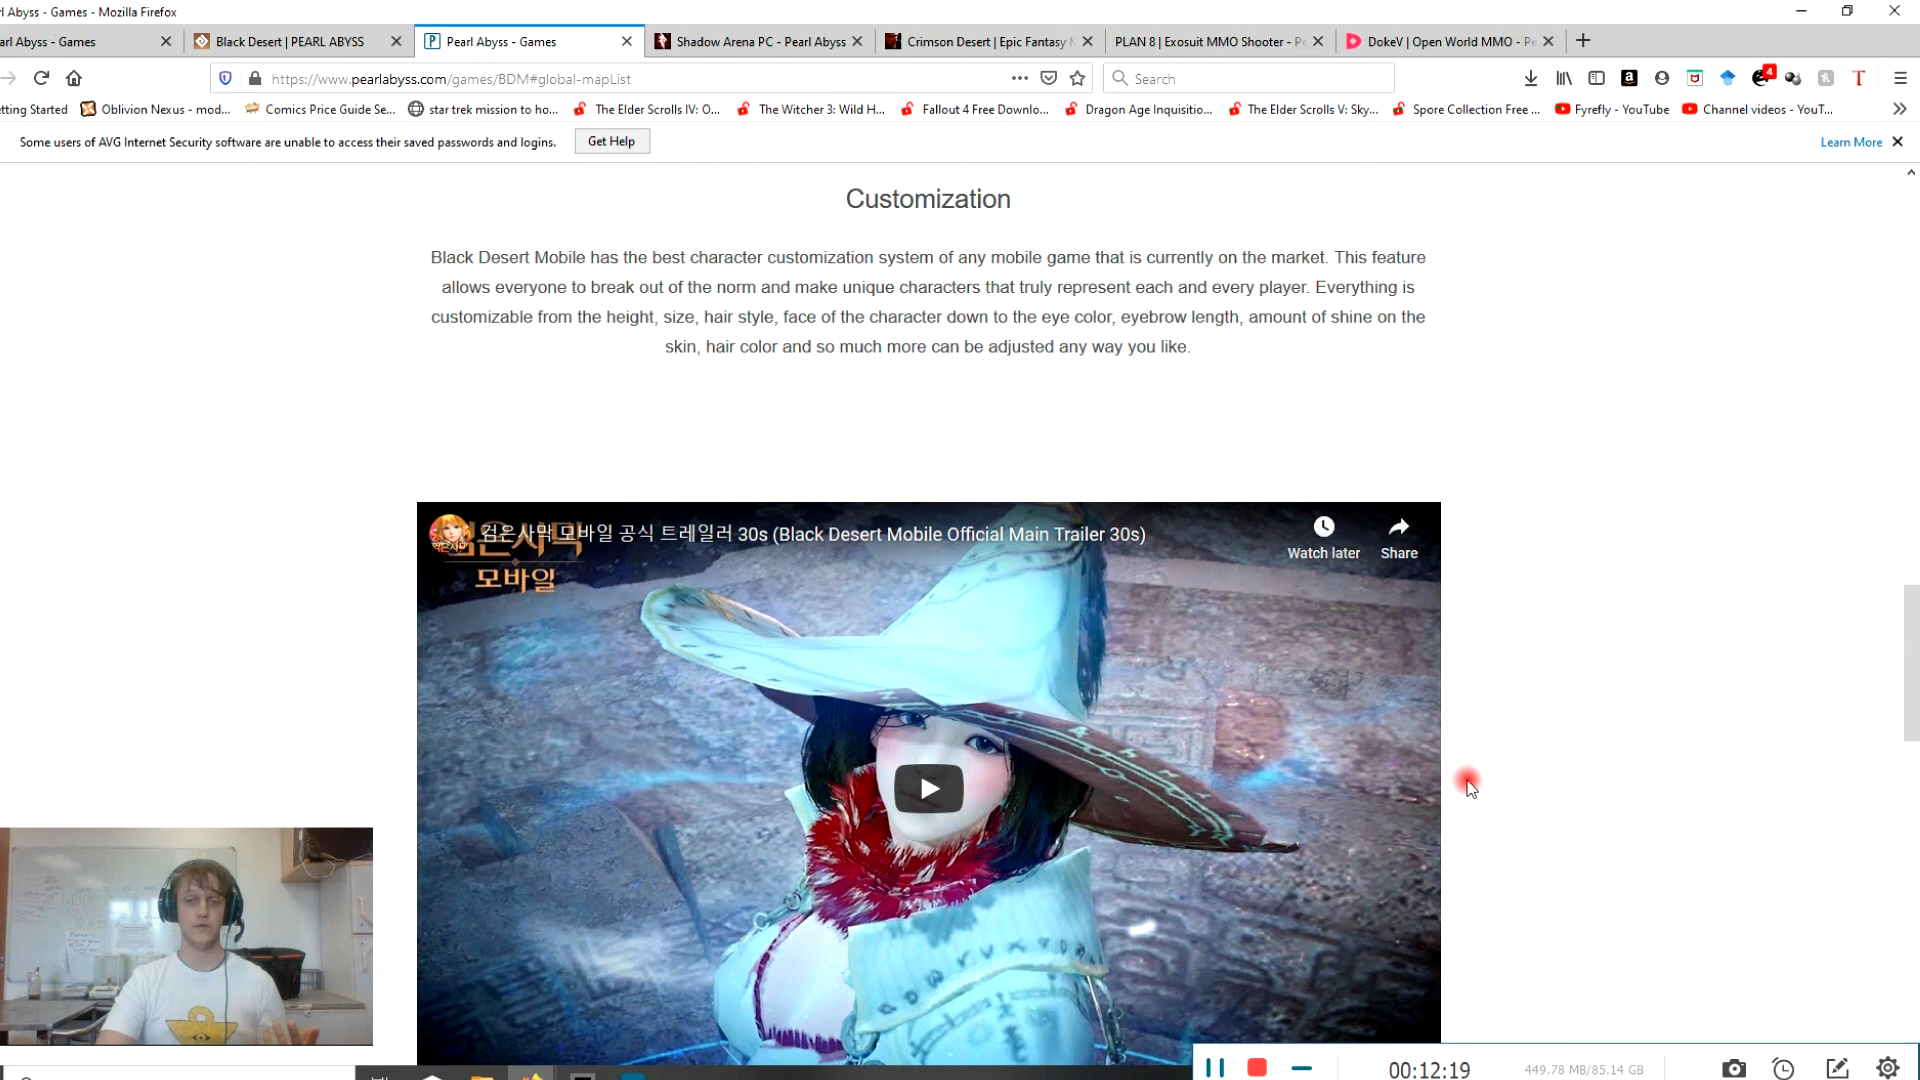 rl Abyss - Games - Mozilla Firefox
arl Abyss - Games
Black Desert | PEARL ABYSS
Pearl Abyss - Games
Shadow Arena PC - Pearl Abyss
Crimson Desert | Epic Fantasy M
PLAN 8 | Exosuit MMO Shooter - Pe
DokeV | Open World MMO - Pe
https://www.pearlabyss.com/games/BDM#global-mapList
Search
4
etting Started
Oblivion Nexus - mod...
Comics Price Guide Se...
star trek mission to ho...
The Elder Scrolls IV: O...
The Witcher 3: Wild H...
Fallout 4 Free Downlo...
Dragon Age Inquisitio...
The Elder Scrolls V: Sky...
Spore Collection Free ...
Fyrefly - YouTube
Channel videos - YouT...
Some users of AVG Internet Security software are unable to access their saved passwords and logins.
Get Help
Learn More
Customization
Black Desert Mobile has the best character customization system of any mobile game that is currently on the market. This feature
allows everyone to break out of the norm and make unique characters that truly represent each and every player. Everything is
customizable from the height, size, hair style, face of the character down to the eye color, eyebrow length, amount of shine on the
skin, hair color and so much more can be adjusted any way you like.
검은사막 모바일 공식 트레일러 30s (Black Desert Mobile Official Main Trailer 30s)
Watch later
Share
검은사막
모바일
00:12:19
449.78 MB/85.14 GB